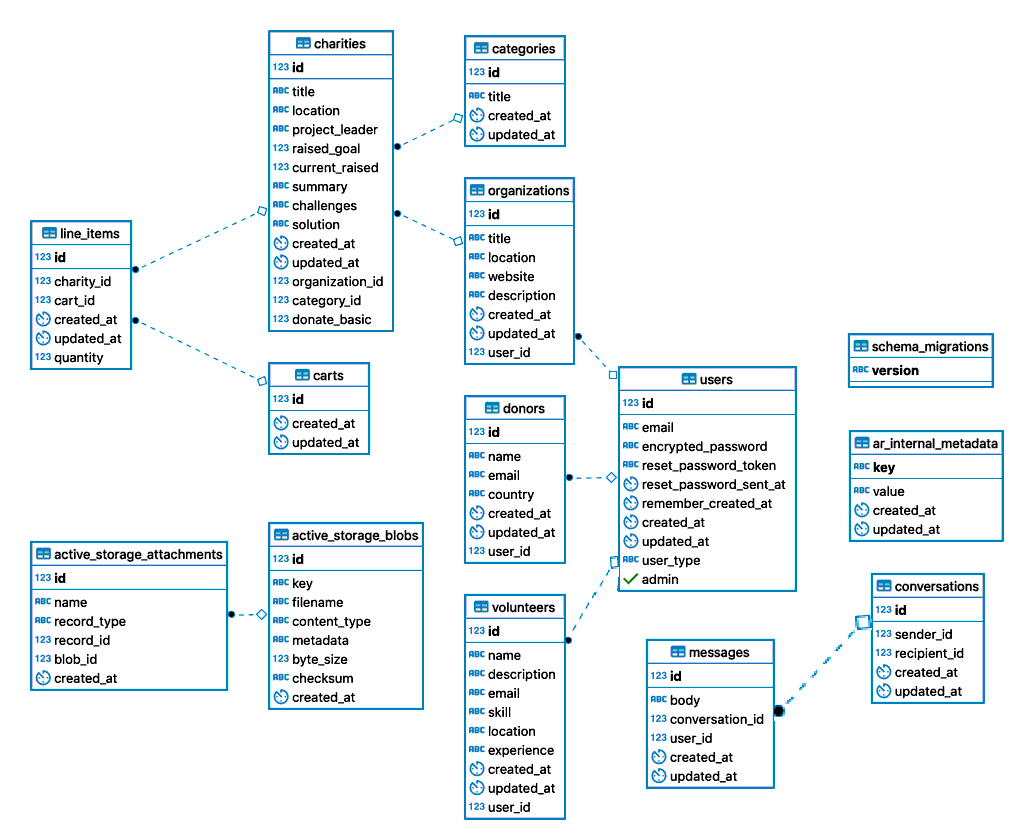 charities
123 id
ABC title
ABC location
ABC project_leader
123 raised_goal
123 current_raised
ABC summary
ABC challenges
ABC solution
created_at
updated_at
123 organization_id
123 category_id
123 donate_basic
categories
123 id
ABC title
created_at
updated_at
organizations
123 id
ABC title
ABC location
ABC website
ABC description
created_at
updated_at
123 user_id
line_items
123 id
123 charity_id
123 cart_id
created_at
updated_at
123 quantity
carts
123 id
created_at
updated_at
donors
123 id
ABC name
ABC email
ABC country
created_at
updated_at
123 user_id
users
123 id
ABC email
ABC encrypted_password
ABC reset_password_token
reset_password_sent_at
remember_created_at
created_at
updated_at
ABC user_type
admin
schema_migrations
ABC version
ar_internal_metadata
ABC key
ABC value
created_at
updated_at
active_storage_attachments
123 id
ABC name
ABC record_type
123 record_id
123 blob_id
created_at
active_storage_blobs
123 id
ABC key
ABC filename
ABC content_type
ABC metadata
123 byte_size
ABC checksum
created_at
volunteers
123 id
ABC name
ABC description
ABC email
ABC skill
ABC location
ABC experience
created_at
updated_at
123 user_id
messages
123 id
ABC body
123 conversation_id
123 user_id
created_at
updated_at
conversations
123 id
123 sender_id
123 recipient_id
created_at
updated_at